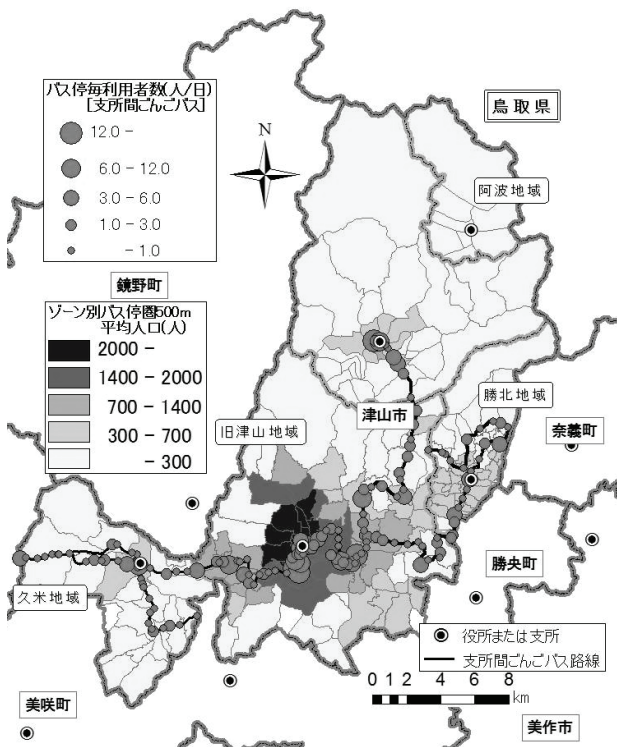 バス停毎利用者数(人/日)
[支所間ごんごバス]
12.0 -
6.0 - 12.0
3.0 - 6.0
1.0 - 3.0
- 1.0
N
鳥取県
阿波地域
鏡野町
ゾーン別バス停圏500m
平均人口(人)
2000 -
1400 - 2000
700 - 1400
300 - 700
- 300
旧津山地域
津山市
勝北地域
奈義町
久米地域
勝央町
役所または支所
支所間ごんごバス路線
0 1 2 4 6 8
km
美咲町
美作市